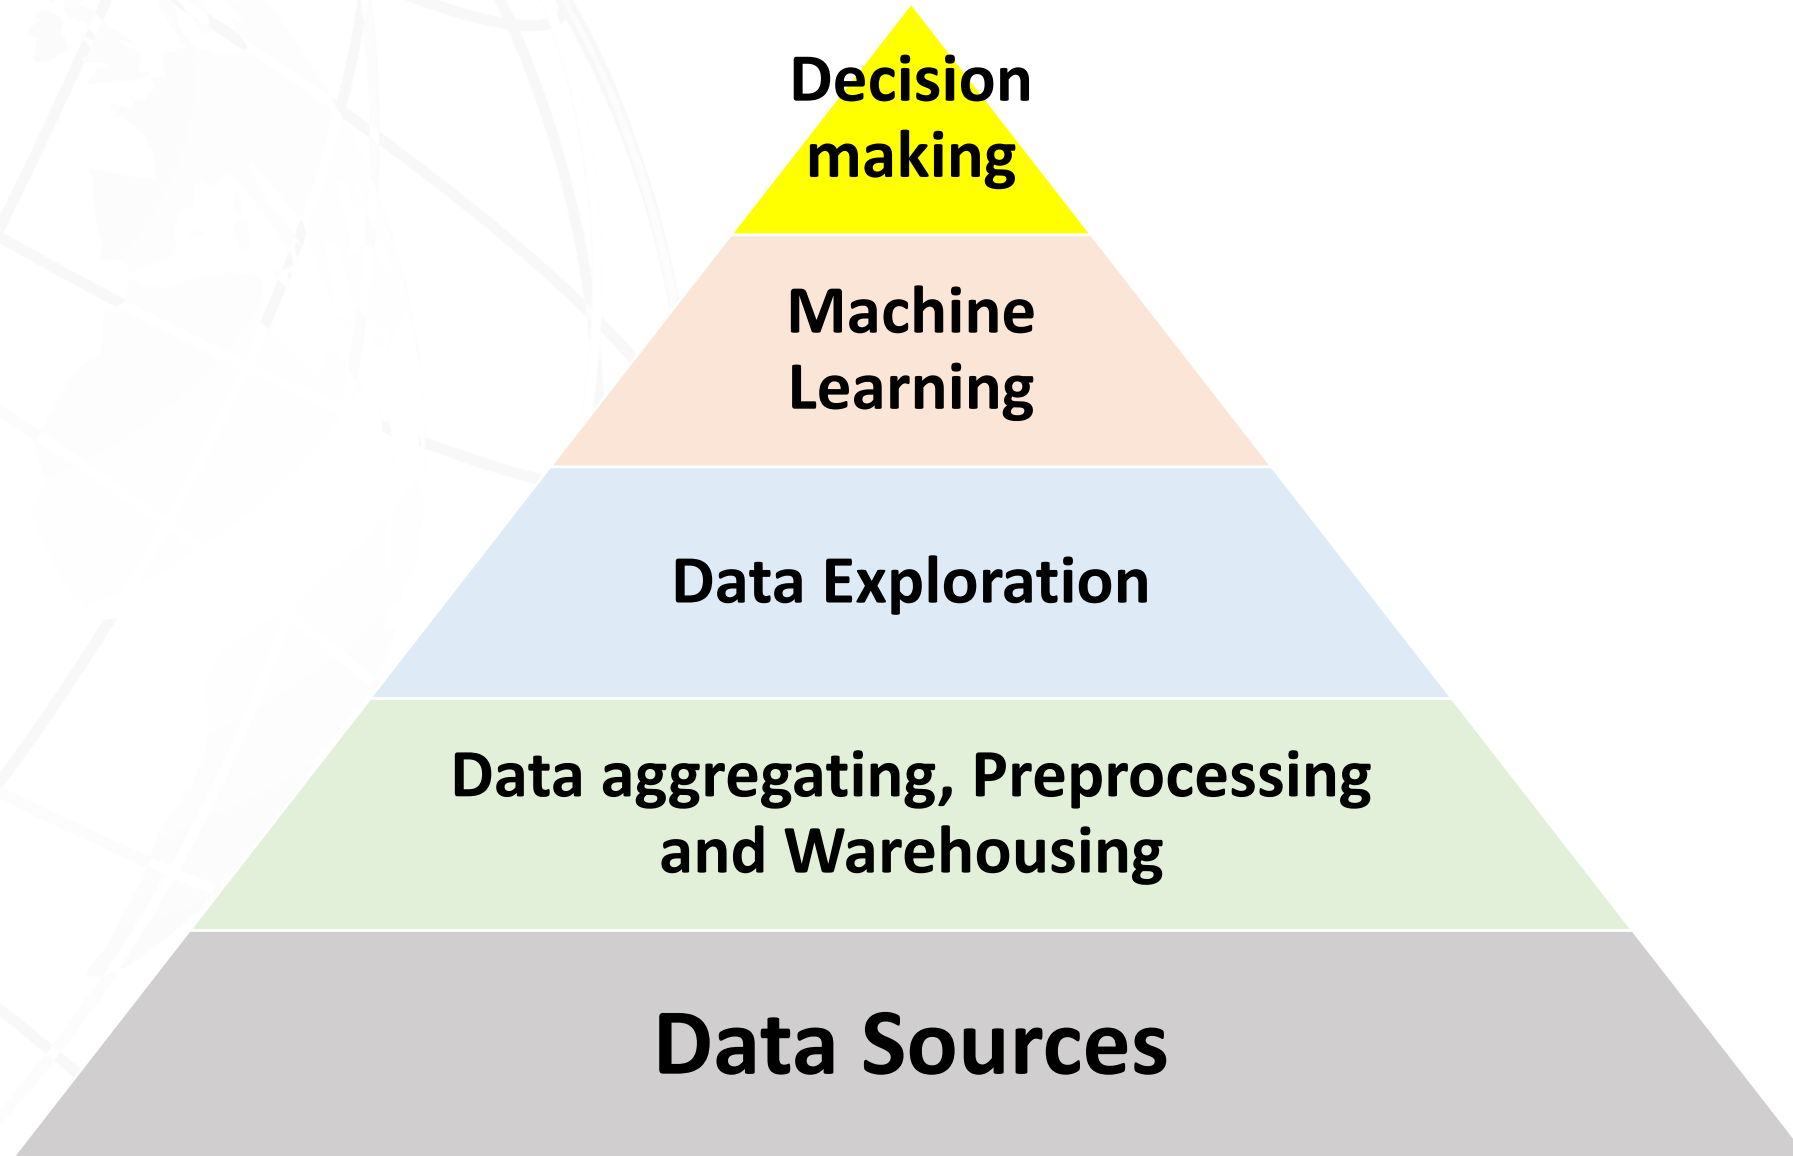 Decision
making
Machine
Learning
Data Exploration
Data aggregating, Preprocessing
and Warehousing
Data Sources